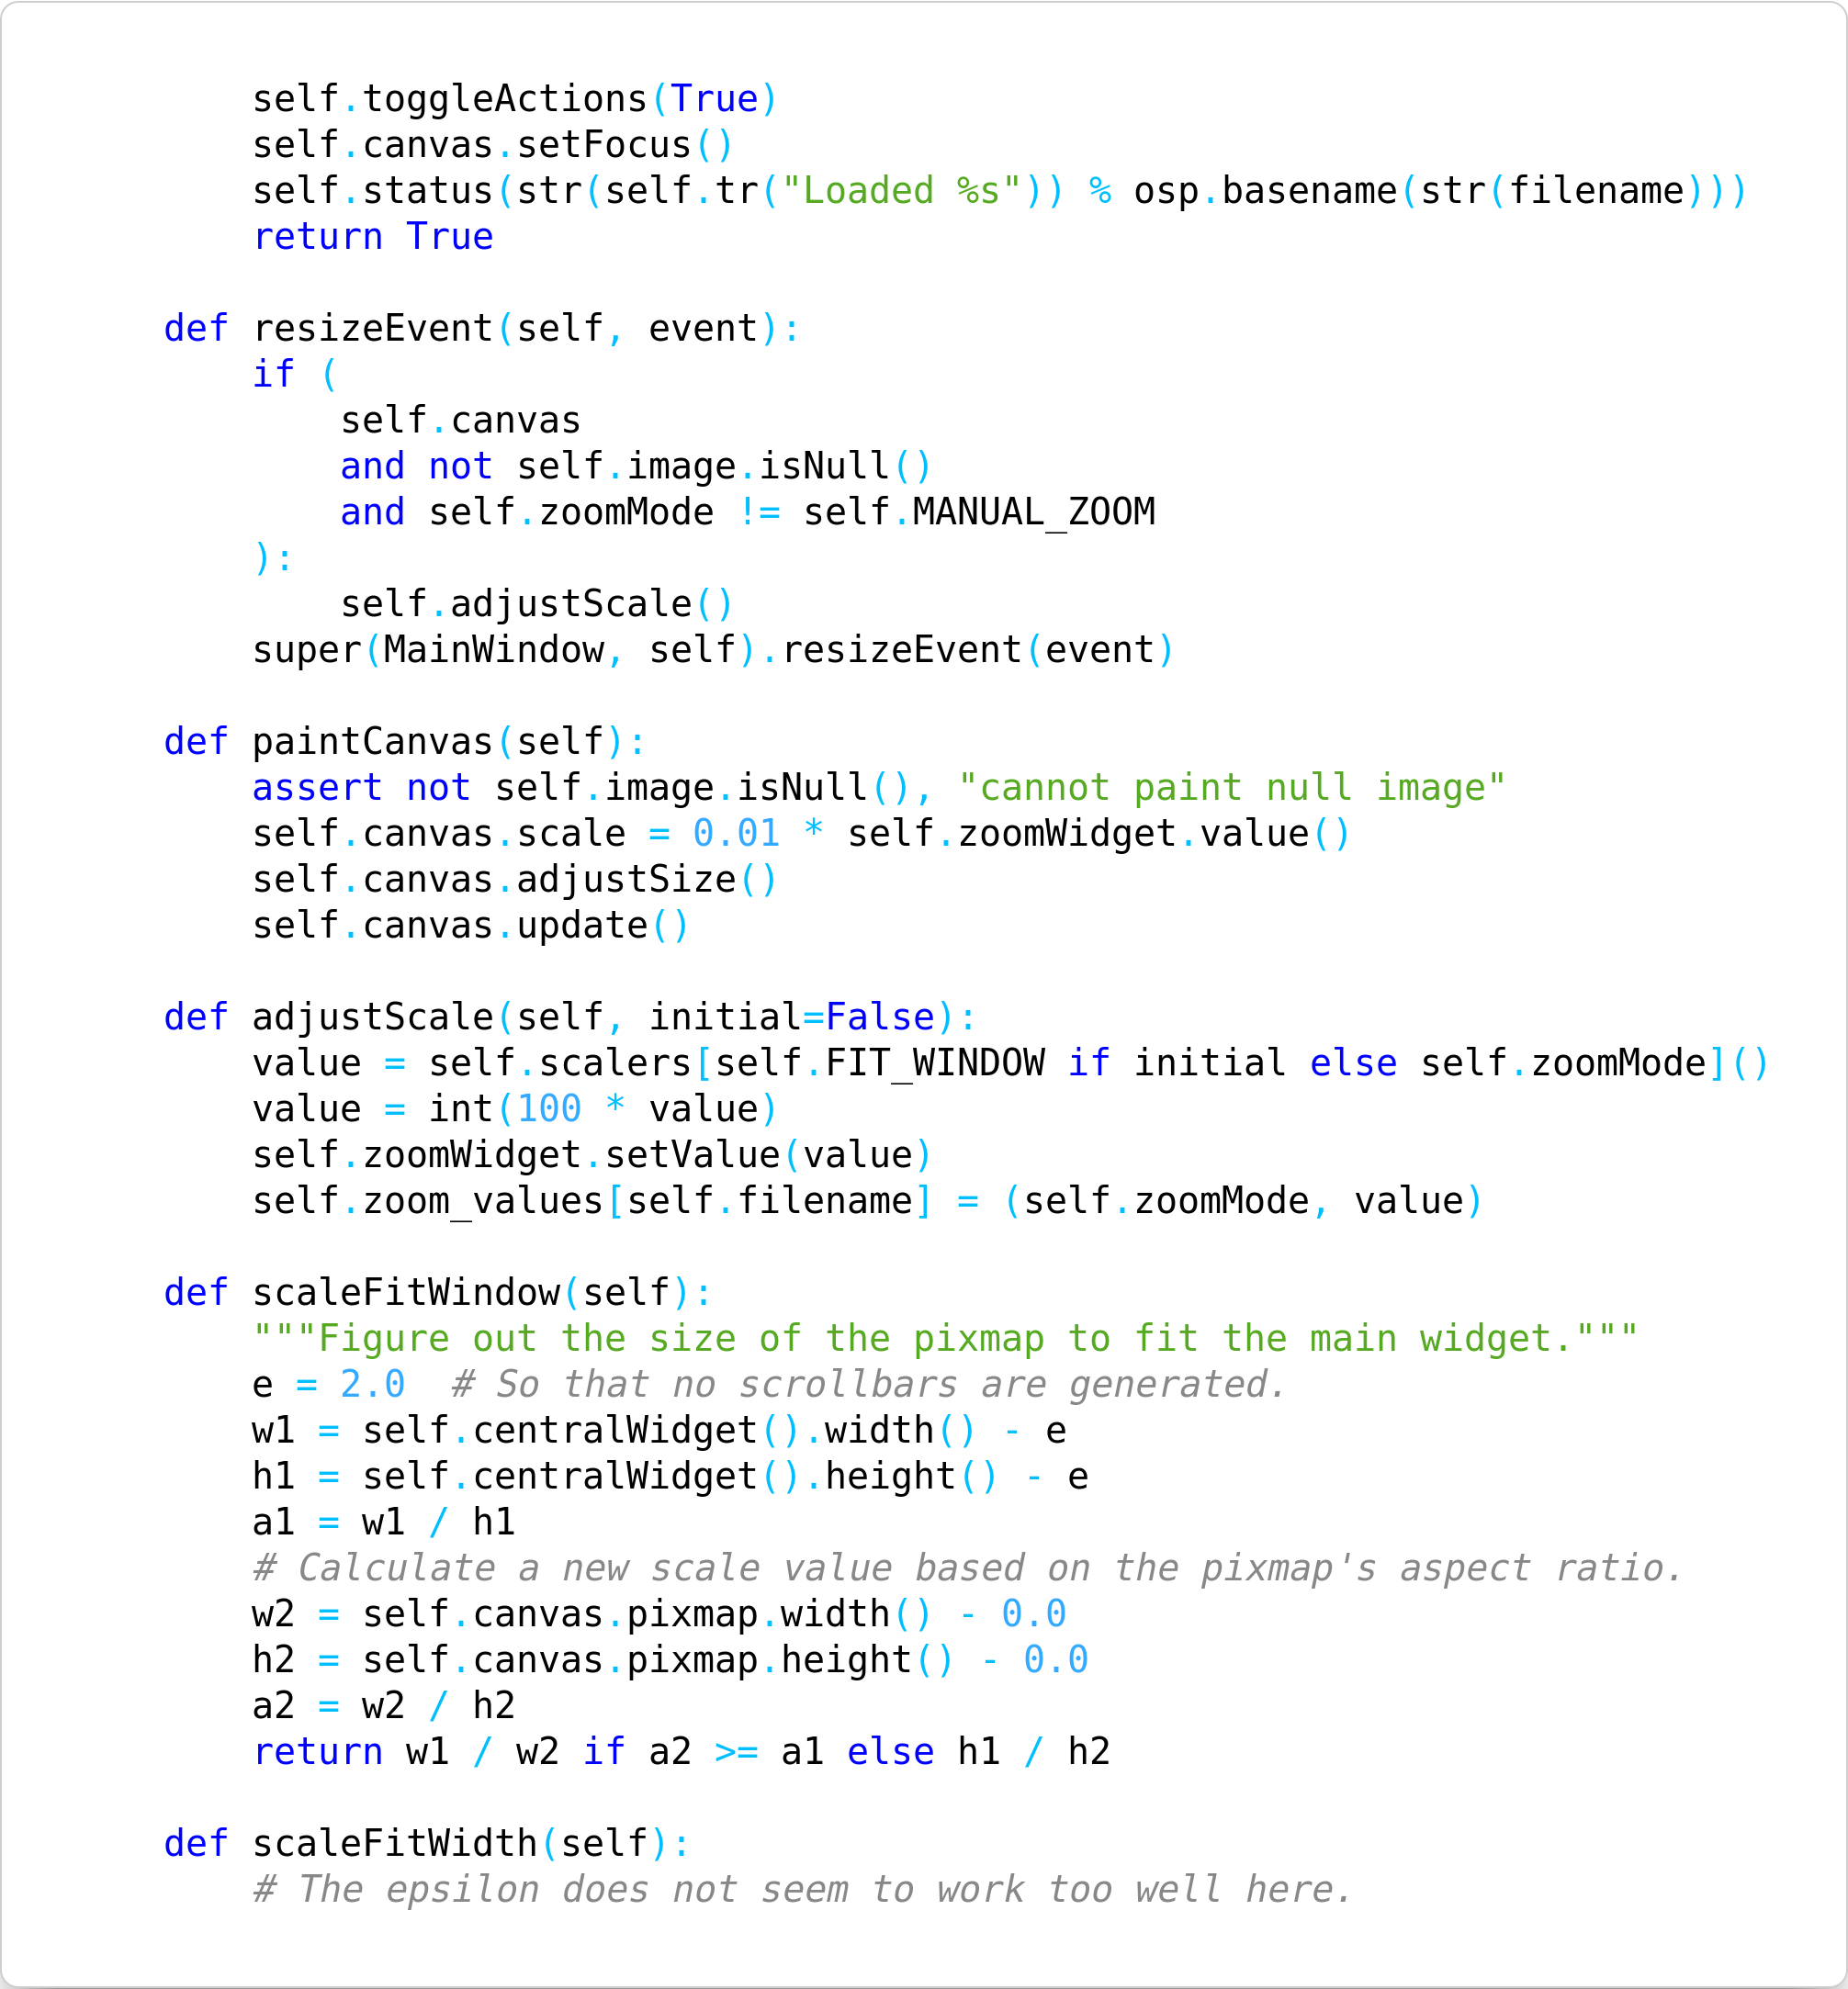 self.toggleActions(True)
        self.canvas.setFocus()
        self.status(str(self.tr("Loaded %s")) % osp.basename(str(filename)))
        return True

    def resizeEvent(self, event):
        if (
            self.canvas
            and not self.image.isNull()
            and self.zoomMode != self.MANUAL_ZOOM
        ):
            self.adjustScale()
        super(MainWindow, self).resizeEvent(event)

    def paintCanvas(self):
        assert not self.image.isNull(), "cannot paint null image"
        self.canvas.scale = 0.01 * self.zoomWidget.value()
        self.canvas.adjustSize()
        self.canvas.update()

    def adjustScale(self, initial=False):
        value = self.scalers[self.FIT_WINDOW if initial else self.zoomMode]()
        value = int(100 * value)
        self.zoomWidget.setValue(value)
        self.zoom_values[self.filename] = (self.zoomMode, value)

    def scaleFitWindow(self):
        """Figure out the size of the pixmap to fit the main widget."""
        e = 2.0  # So that no scrollbars are generated.
        w1 = self.centralWidget().width() - e
        h1 = self.centralWidget().height() - e
        a1 = w1 / h1
        # Calculate a new scale value based on the pixmap's aspect ratio.
        w2 = self.canvas.pixmap.width() - 0.0
        h2 = self.canvas.pixmap.height() - 0.0
        a2 = w2 / h2
        return w1 / w2 if a2 >= a1 else h1 / h2

    def scaleFitWidth(self):
        # The epsilon does not seem to work too well here.